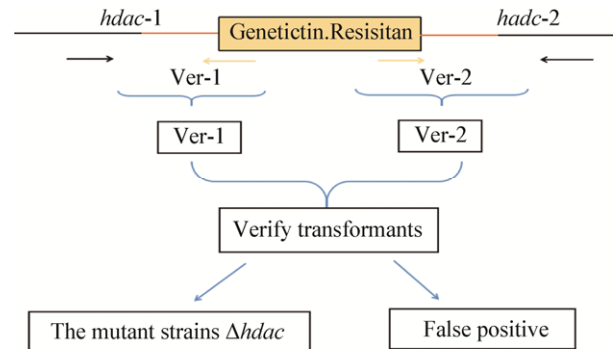 hdac-1
Genetictin.Resisitan
hadc-2
Ver-1
Ver-2
Ver-1
Ver-2
Verify transformants
The mutant strains Δhdac
False positive